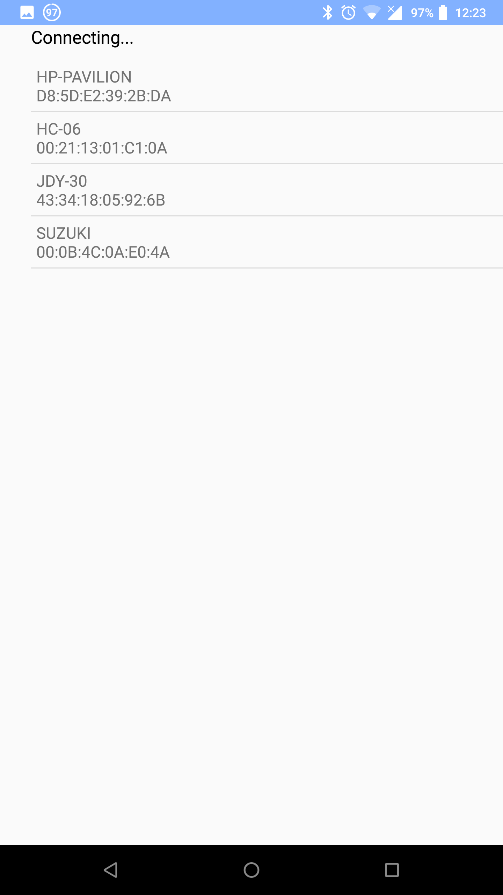 97
97%
12:23
Connecting...
HP-PAVILION
D8:5D:E2:39:2B:DA
HC-06
00:21:13:01:C1:0A
JDY-30
43:34:18:05:92:6B
SUZUKI
00:0B:4C:0A:E0:4A